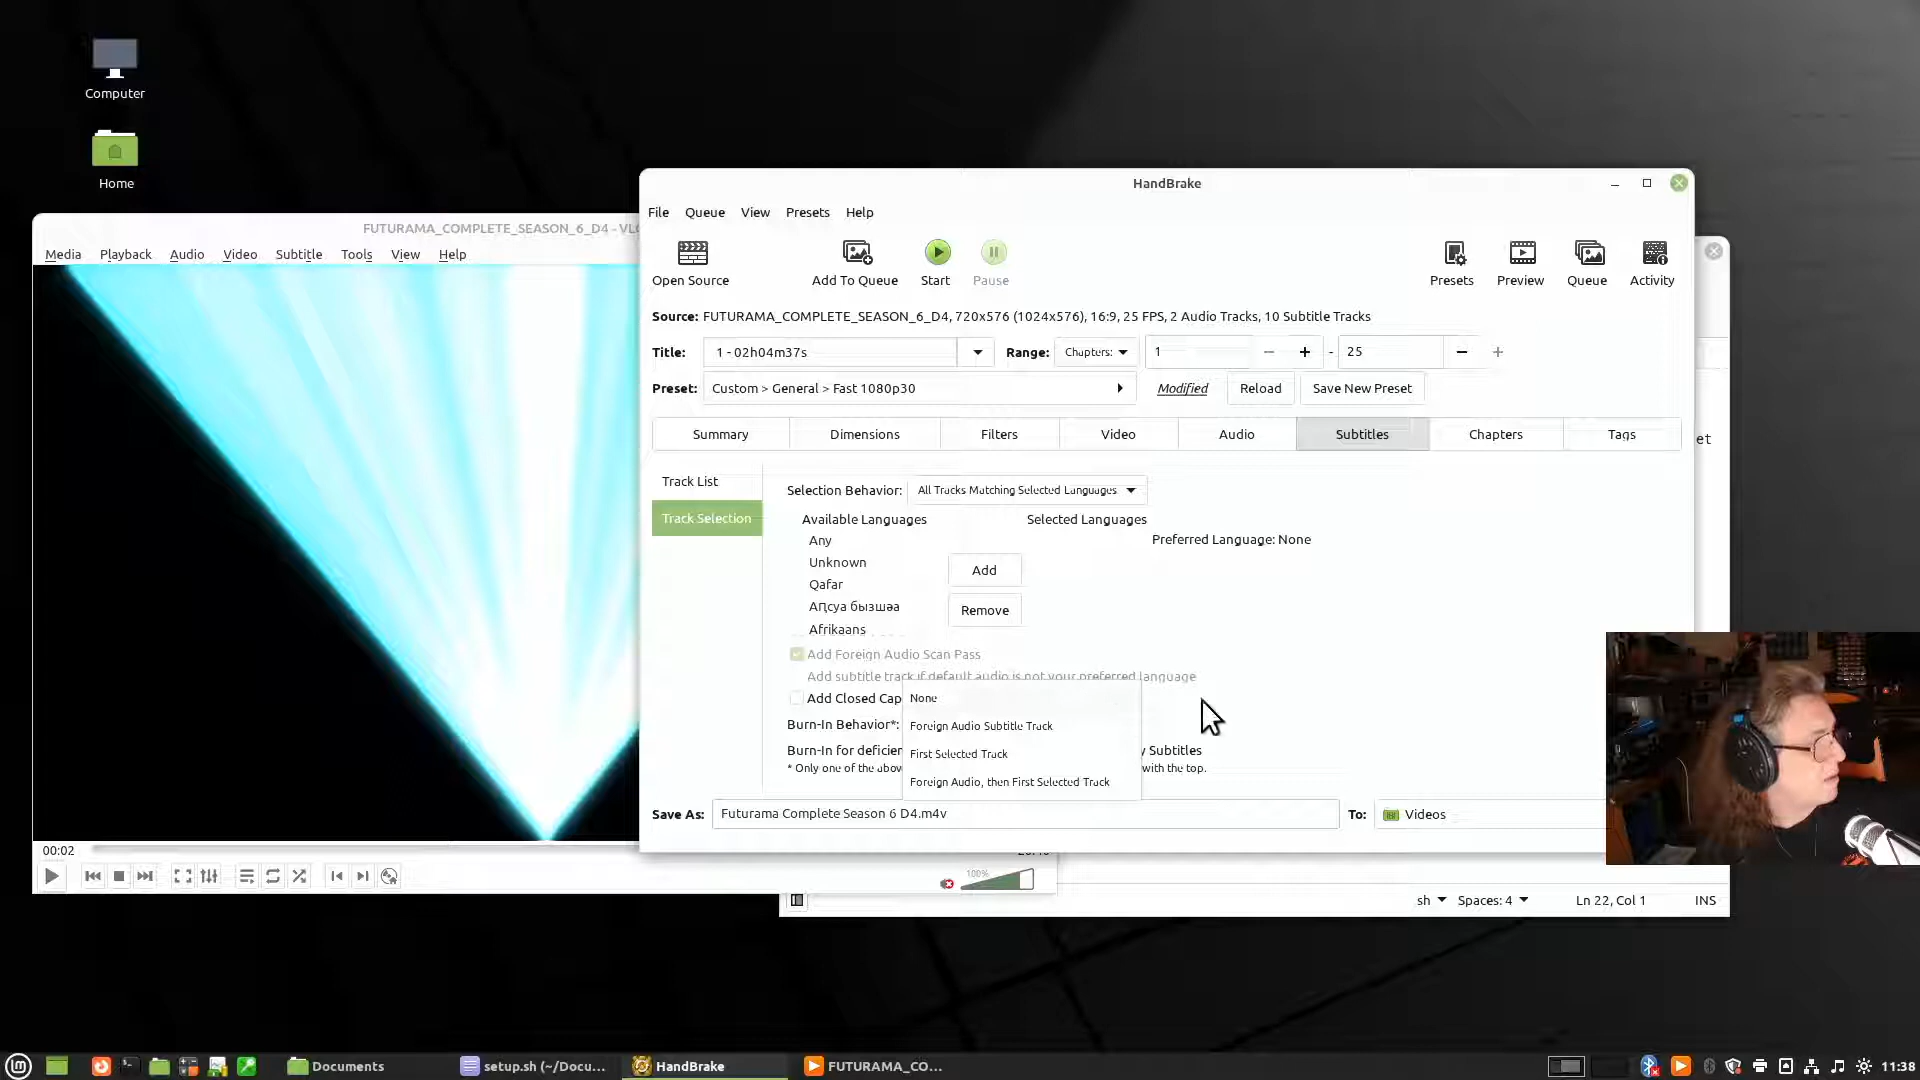 Computer
Home
FUTURAMA_COMPLETE_SEASON_6_D4 - VLC
Media Playback Audio Video Subtitle Tools View Help
00:02
100%
HandBrake
File Queue View Presets Help
Open Source Add To Queue Start Pause Presets Preview Queue Activity
Source: FUTURAMA_COMPLETE_SEASON_6_D4, 720x576 (1024x576), 16:9, 25 FPS, 2 Audio Tracks, 10 Subtitle Tracks
Title: 1 - 02h04m37s Range: Chapters: 1 - 25
Preset: Custom > General > Fast 1080p30 Modified Reload Save New Preset
Summary Dimensions Filters Video Audio Subtitles Chapters Tags
et
Track List
Track Selection
Selection Behavior: All Tracks Matching Selected Languages
Available Languages Selected Languages
Preferred Language: None
Any
Unknown
Qafar
Аҧсуа бызшәа
Afrikaans
Add
Remove
Add Foreign Audio Scan Pass
Add subtitle track if default audio is not your preferred language
Add Closed Cap
Burn-In Behavior*:
Burn-In for deficien
y Subtitles
* Only one of the abov
with the top.
None
Foreign Audio Subtitle Track
First Selected Track
Foreign Audio, then First Selected Track
Save As: Futurama Complete Season 6 D4.m4v To: Videos
sh Spaces: 4 Ln 22, Col 1 INS
Documents setup.sh (~/Docu... HandBrake FUTURAMA_CO... 11:38